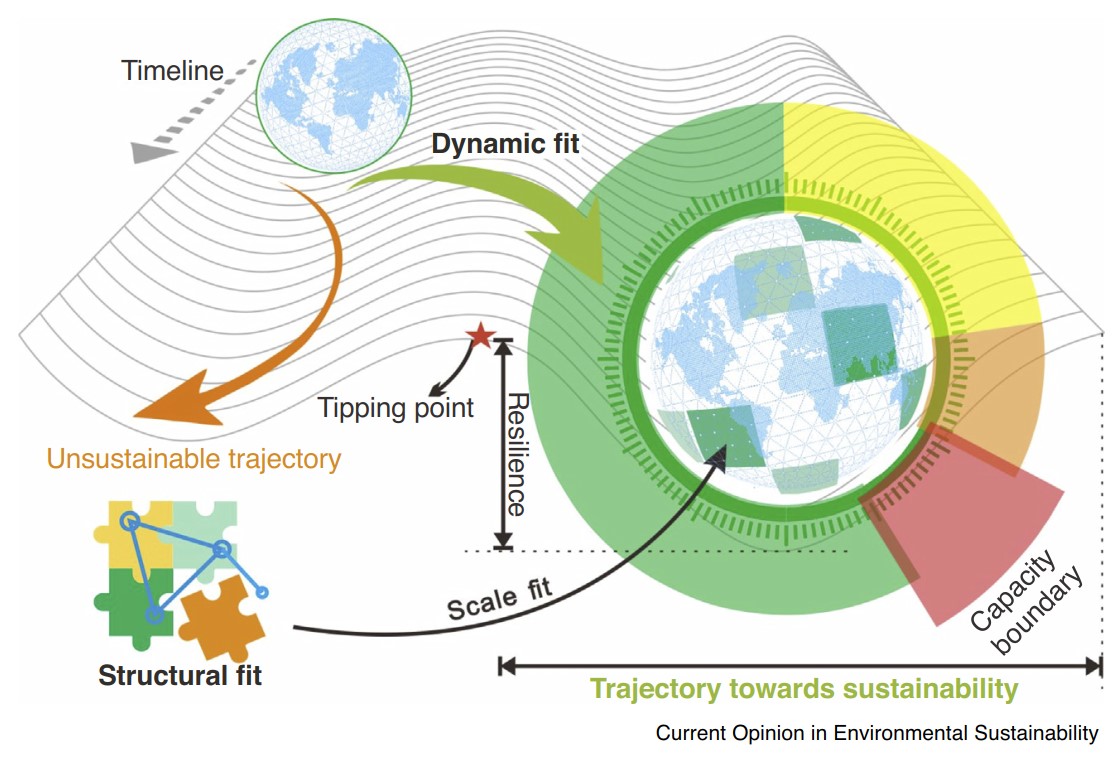 Timeline
Dynamic fit
Tipping point
Resilience
Unsustainable trajectory
Scale fit
Capacity
boundary
Structural fit
Trajectory towards sustainability
Current Opinion in Environmental Sustainability